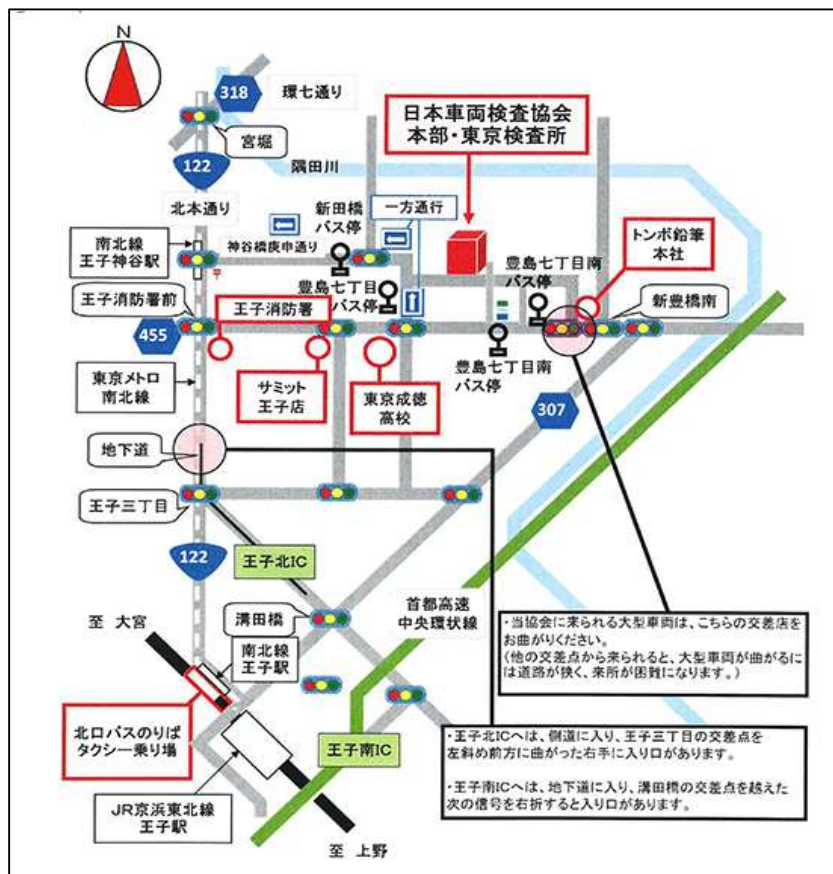 N
318
環七通り
日本車両検査協会
本部・東京検査所
宮堀
122
隅田川
北本通り
新田橋
バス停
一方通行
南北線
王子神谷駅
神谷橋庚申通り
トンボ鉛筆
本社
豊島七丁目
バス停
豊島七丁目南
バス停
王子消防署前
王子消防署
新豊橋南
455
豊島七丁目南
バス停
東京メトロ
南北線
サミット
王子店
東京成徳
高校
307
地下道
王子三丁目
122
王子北IC
溝田橋
首都高速
中央環状線
至 大宮
南北線
王子駅
・当協会に来られる大型車両は、こちらの交差店を
お曲がりください。
(他の交差点から来られると、大型車両が曲がるに
は道路が狭く、来所が困難になります。)
北口バスのりば
タクシー乗り場
王子南IC
・王子北ICへは、側道に入り、王子三丁目の交差点を
左斜め前方に曲がった右手に入り口があります。
・王子南ICへは、地下道に入り、溝田橋の交差点を越えた
次の信号を右折すると入り口があります。
JR京浜東北線
王子駅
至 上野